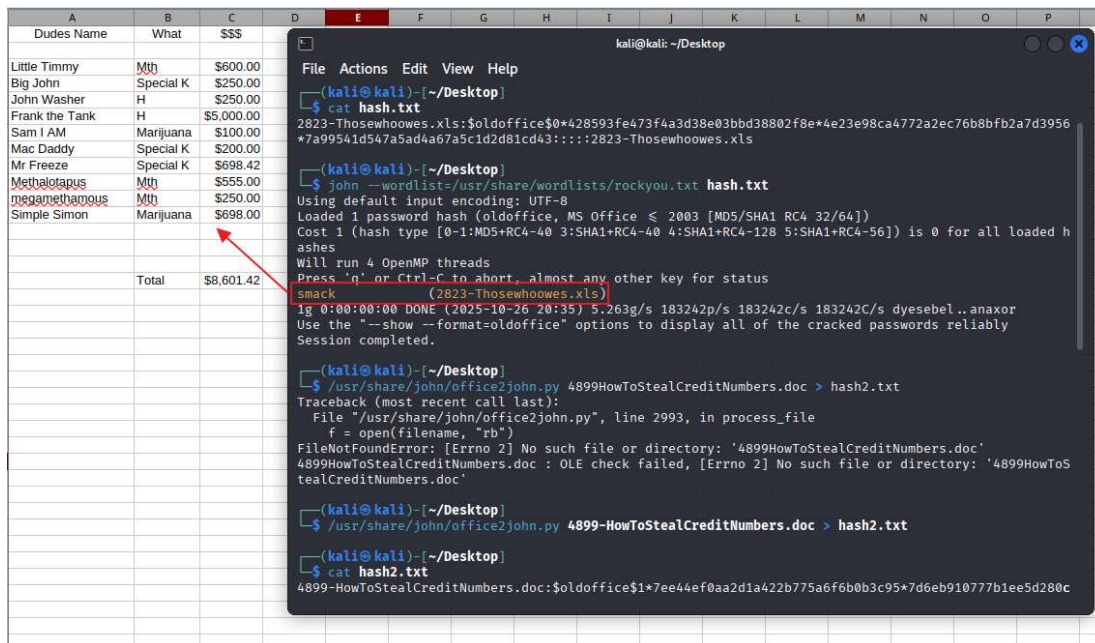 A B C D E F G H I J K L M N O P
Dudes Name What $$$
Little Timmy Mth $600.00
Big John Special K $250.00
John Washer H $250.00
Frank the Tank H $5,000.00
Sam I AM Marijuana $100.00
Mac Daddy Special K $200.00
Mr Freeze Special K $698.42
Methalotapus Mth $555.00
megamethamous Mth $250.00
Simple Simon Marijuana $698.00
Total $8,601.42
kali@kali: ~/Desktop
File Actions Edit View Help
(kali㉿kali)-[~/Desktop]
$ cat hash.txt
2823-Thosewhoowes.xls:$oldoffice$0*428593fe473f4a3d38e03bbd38802f8e*4e23e98ca4772a2ec76b8bfb2a7d3956
*7a99541d547a5ad4a67a5c1d2d81cd43:::::2823-Thosewhoowes.xls
(kali㉿kali)-[~/Desktop]
$ john --wordlist=/usr/share/wordlists/rockyou.txt hash.txt
Using default input encoding: UTF-8
Loaded 1 password hash (oldoffice, MS Office ≤ 2003 [MD5/SHA1 RC4 32/64])
Cost 1 (hash type [0-1:MD5+RC4-40 3:SHA1+RC4-40 4:SHA1+RC4-128 5:SHA1+RC4-56]) is 0 for all loaded h
ashes
Will run 4 OpenMP threads
Press 'q' or Ctrl-C to abort, almost any other key for status
smack (2823-Thosewhoowes.xls)
1g 0:00:00:00 DONE (2025-10-26 20:35) 5.263g/s 183242p/s 183242c/s 183242C/s dyesebel..anaxor
Use the "--show --format=oldoffice" options to display all of the cracked passwords reliably
Session completed.
(kali㉿kali)-[~/Desktop]
$ /usr/share/john/office2john.py 4899HowToStealCreditNumbers.doc > hash2.txt
Traceback (most recent call last):
File "/usr/share/john/office2john.py", line 2993, in process_file
f = open(filename, "rb")
FileNotFoundError: [Errno 2] No such file or directory: '4899HowToStealCreditNumbers.doc'
4899HowToStealCreditNumbers.doc : OLE check failed, [Errno 2] No such file or directory: '4899HowToS
tealCreditNumbers.doc'
(kali㉿kali)-[~/Desktop]
$ /usr/share/john/office2john.py 4899-HowToStealCreditNumbers.doc > hash2.txt
(kali㉿kali)-[~/Desktop]
$ cat hash2.txt
4899-HowToStealCreditNumbers.doc:$oldoffice$1*7ee44ef0aa2d1a422b775a6f6b0b3c95*7d6eb910777b1ee5d280c